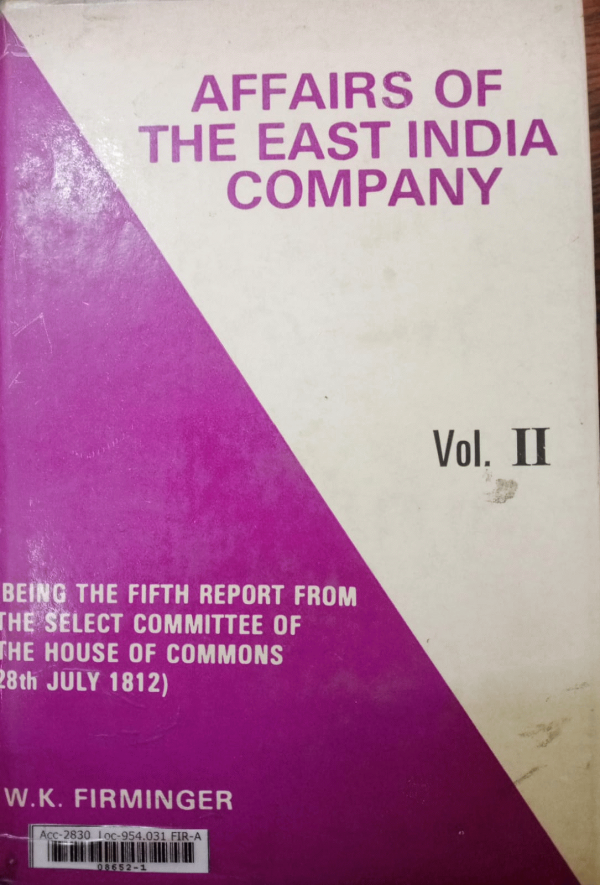 AFFAIRS OF
THE EAST INDIA
COMPANY
Vol. II
BEING THE FIFTH REPORT FROM
THE SELECT COMMITTEE OF
THE HOUSE OF COMMONS
28th JULY 1812)
W.K. FIRMINGER
Acc-2830 Loc-954.031 FIR-A
08652-1